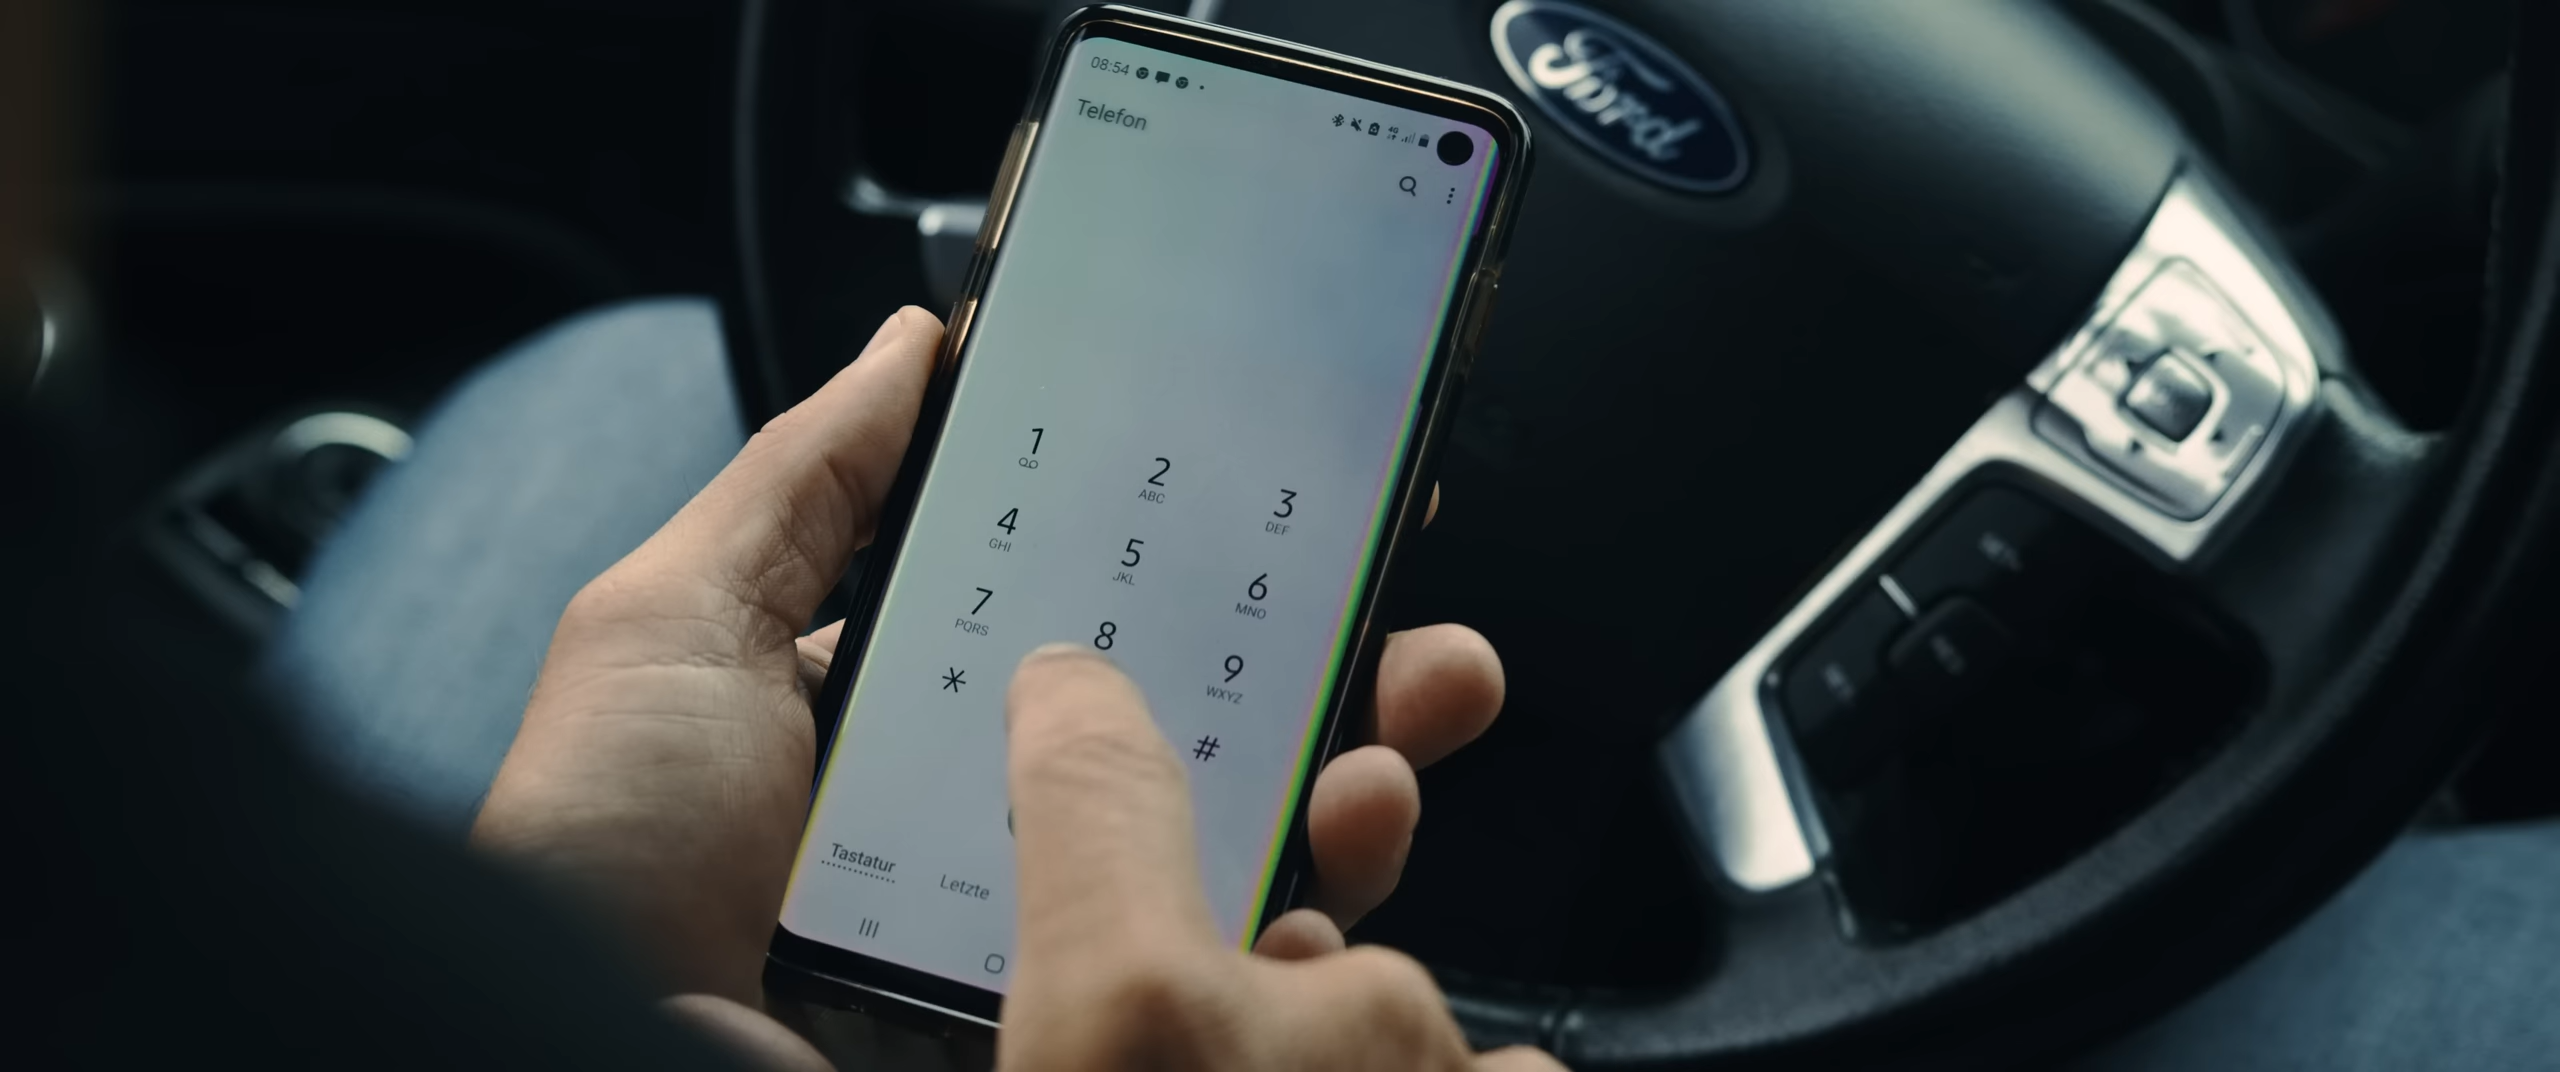 08:54
4G
Telefon
Ford
1
2
ABC
3
DEF
4
GHI
5
JKL
6
MNO
7
PQRS
8
9
WXYZ
*
#
Tastatur
Letzte